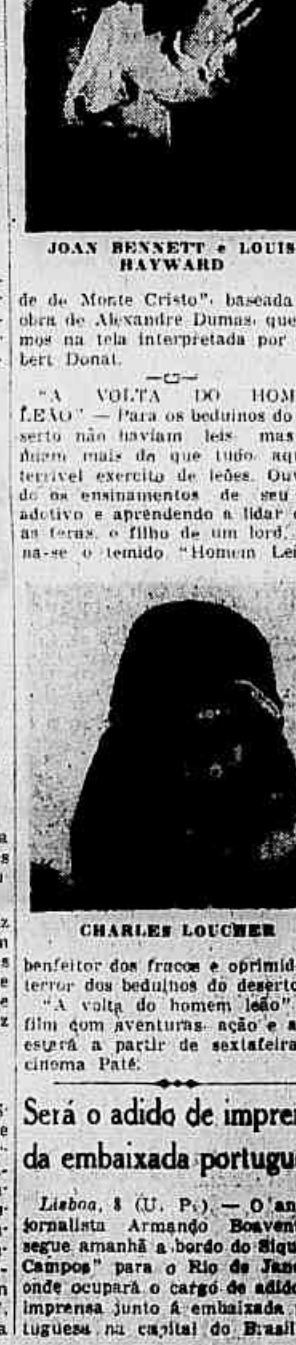 JOAN BENNETT e LOUIS
HAYWARD
de de Monte Cristo", baseada
obra de Alexandre Dumas, que
mos na tela interpretada por
bert Donat.
"A VOLTA DO HOM
LEÃO" — Para os beduinos do
serto não haviam leis mas
mais do que tudo, aqu
terrivel exercito de leões. Ouv
do os ensinamentos de seu
adotivo e aprendendo a lidar
as feras, o filho de um lord,
na-se o temido "Homem Lei
CHARLES LOUCHER
benfeitor dos fracos e oprimid
terror dos beduinos do deserto
"A volta do homem leão".
film com aventuras, ação e a
estará a partir de sextafeira
cinema Paté.
Será o adido de impren
da embaixada portugue
Lisboa, 8 (U. P.) — O an
jornalista Armando Boavent
segue amanhã a bordo do Siqu
Campos" para o Rio de Jane
onde ocupará o cargo de adido
imprensa junto á embaixada
tuguesa na capital do Brasil